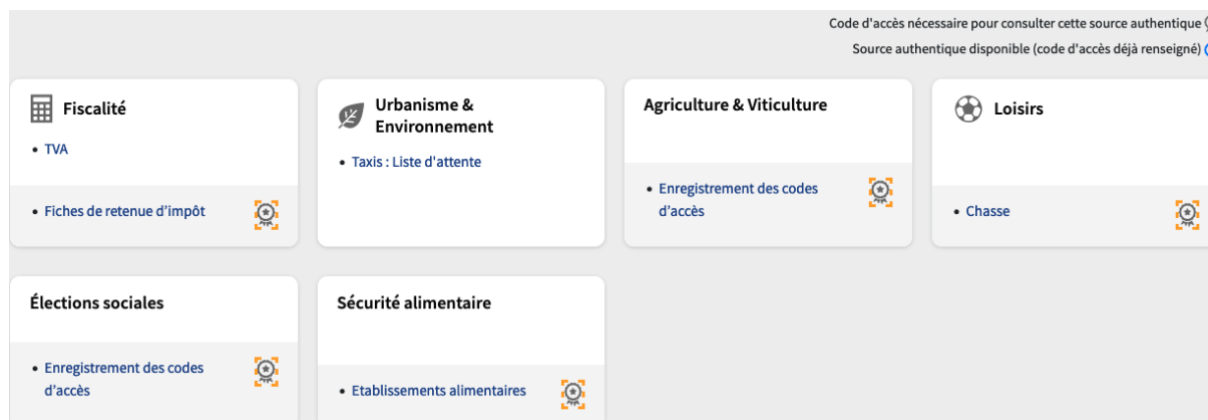 Code d'accès nécessaire pour consulter cette source authentique
Source authentique disponible (code d'accès déjà renseigné)
Fiscalité
• TVA
• Fiches de retenue d’impôt
Urbanisme &
Environnement
• Taxis : Liste d'attente
Agriculture & Viticulture
• Enregistrement des codes
d’accès
Loisirs
• Chasse
Élections sociales
• Enregistrement des codes
d’accès
Sécurité alimentaire
• Etablissements alimentaires